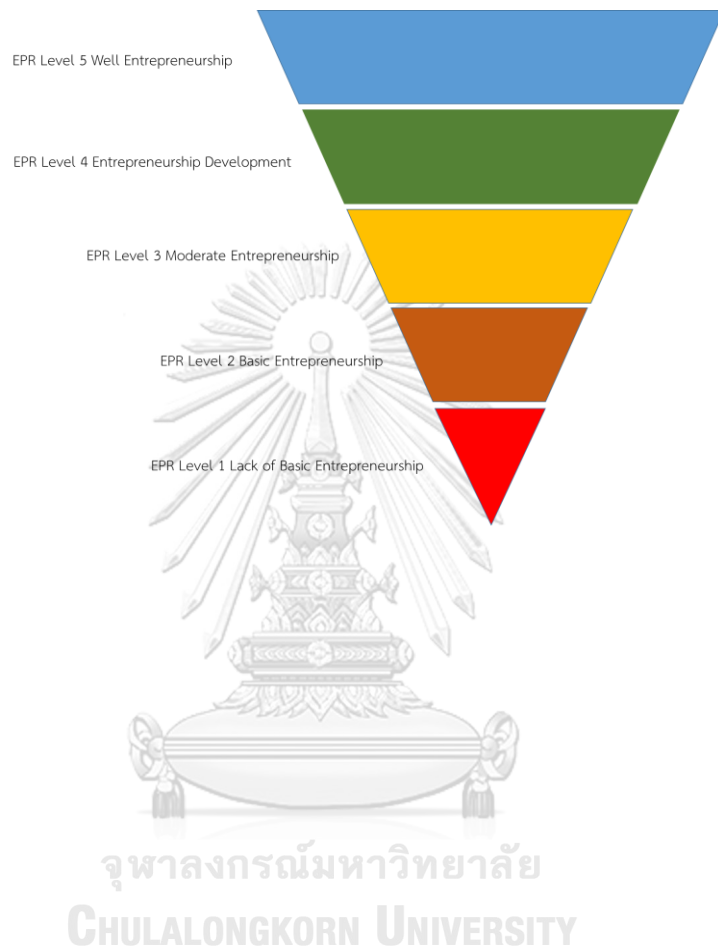 EPR Level 5 Well Entrepreneurship
EPR Level 4 Entrepreneurship Development
EPR Level 3 Moderate Entrepreneurship
EPR Level 2 Basic Entrepreneurship
EPR Level 1 Lack of Basic Entrepreneurship
จุฬาลงกรณ์มหาวิทยาลัย
CHULALONGKORN UNIVERSITY